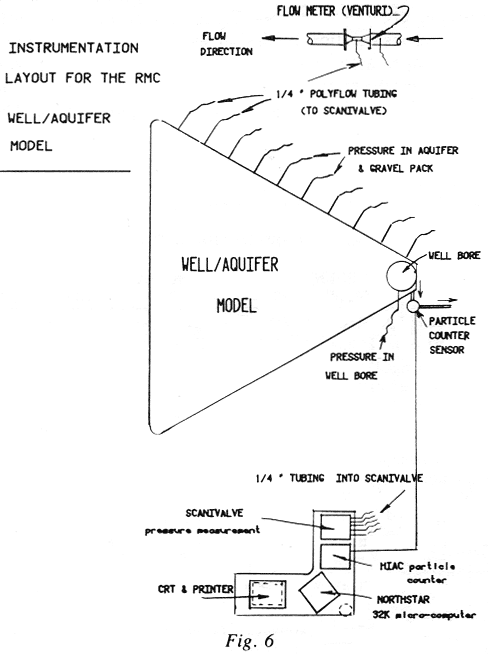 FLOW METER (VENTURI)
FLOW
DIRECTION
INSTRUMENTATION
LAYOUT FOR THE RMC
WELL/AQUIFER
MODEL
1/4 " POLYFLOW TUBING
(TO SCANIVALVE)
PRESSURE IN AQUIFER
& GRAVEL PACK
WELL/AQUIFER
MODEL
WELL BORE
PARTICLE
COUNTER
SENSOR
PRESSURE IN
WELL BORE
1/4 " TUBING INTO SCANIVALVE
SCANIVALVE
pressure measurement
HIAC particle
counter
CRT & PRINTER
NORTHSTAR
32K micro-computer
Fig. 6